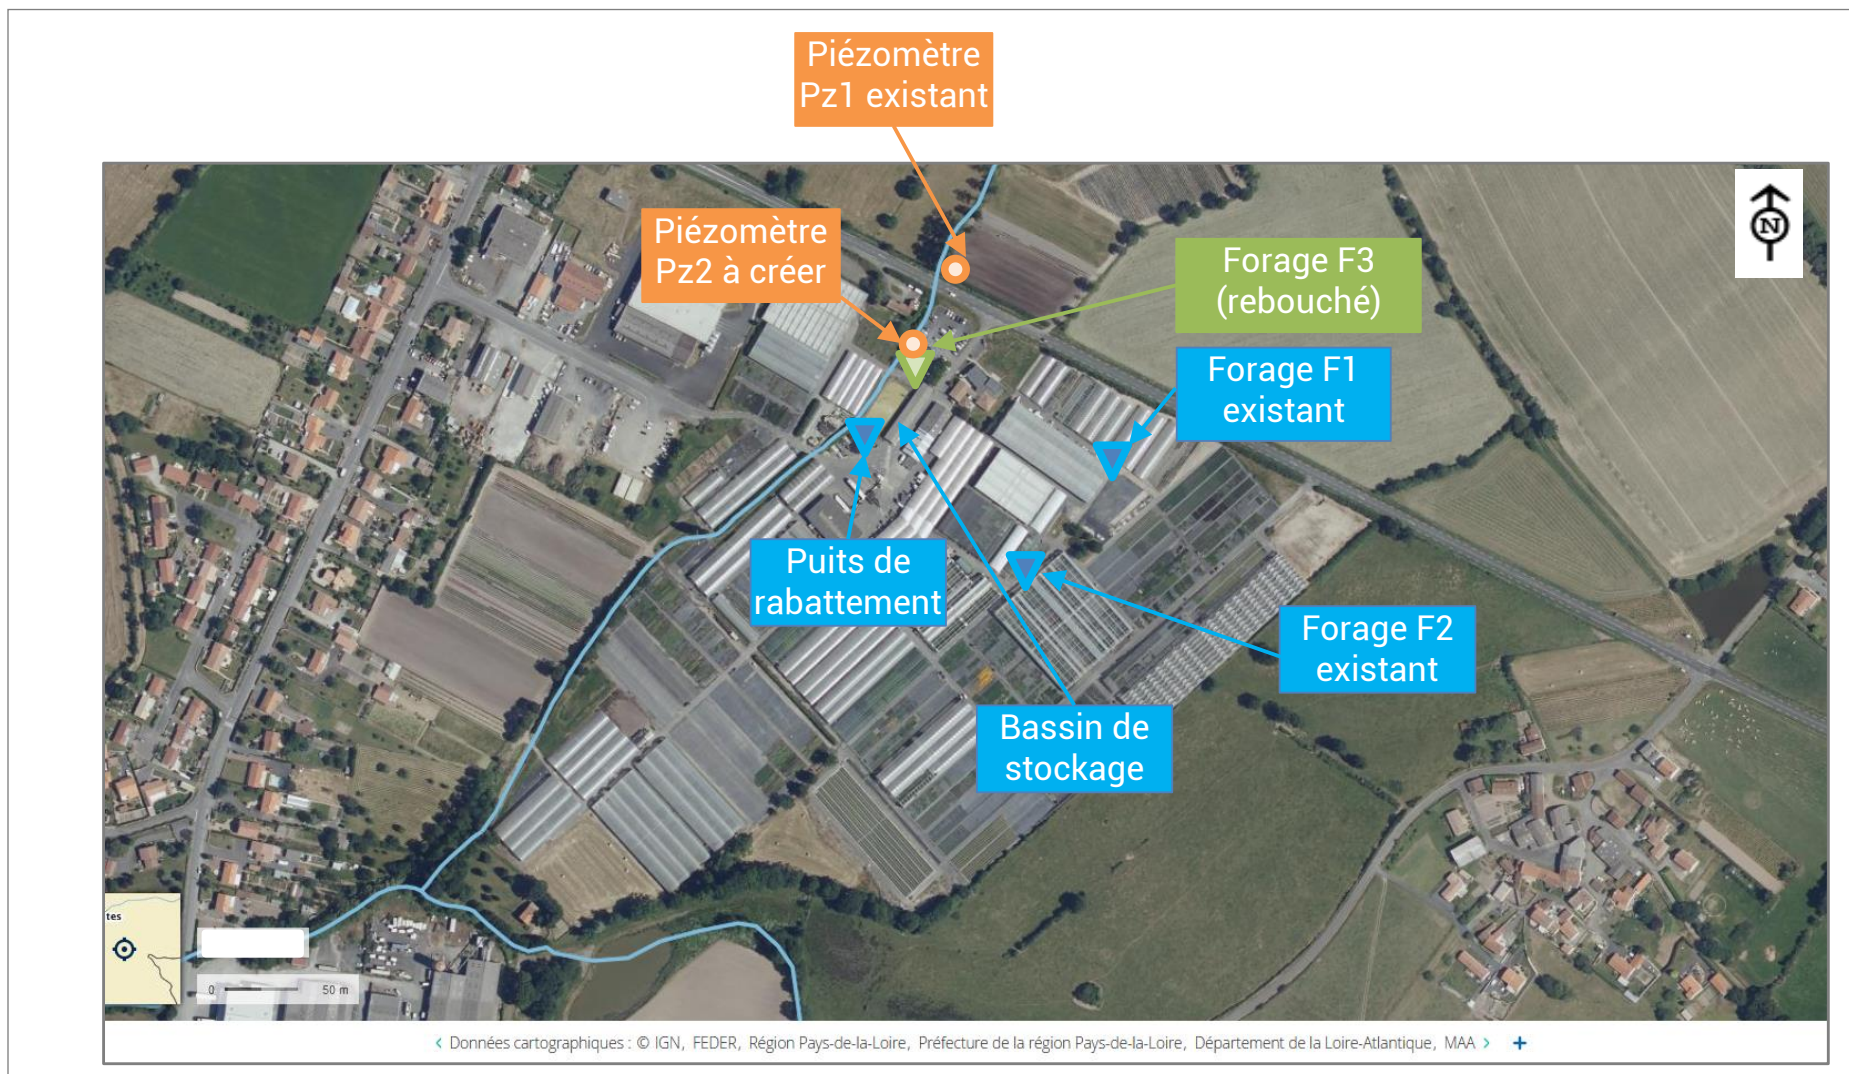 Piézomètre
Pz1 existant
N
Piézomètre
Pz2 à créer
Forage F3
(rebouché)
Forage F1
existant
Puits de
rabattement
Forage F2
existant
Bassin de
stockage
tes
0 50 m
< Données cartographiques : © IGN, FEDER, Région Pays-de-la-Loire, Préfecture de la région Pays-de-la-Loire, Département de la Loire-Atlantique, MAA > +